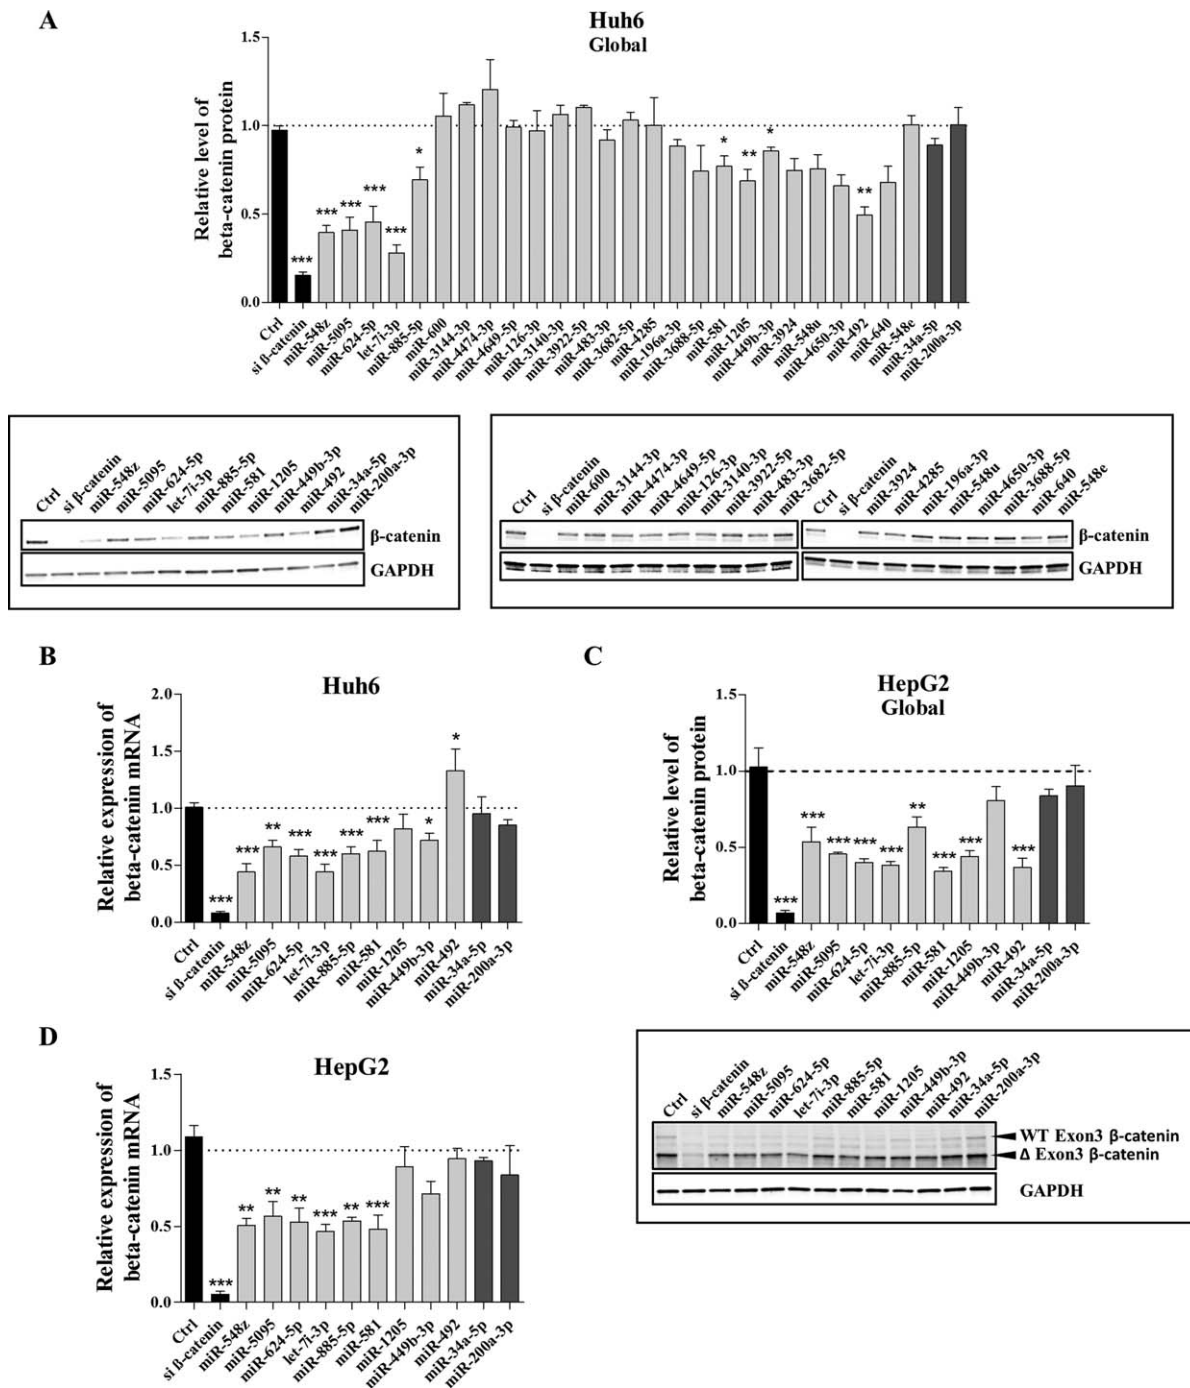 A
Huh6
Global
Relative level of
beta-catenin protein
1.5
1.0
0.5
0.0
*** *** *** *** *** * * ** * **
Ctrl
si β-catenin
miR-548z
miR-5095
miR-624-5p
let-7i-3p
miR-885-5p
miR-600
miR-3144-3p
miR-4474-3p
miR-4649-5p
miR-126-3p
miR-3140-3p
miR-3922-5p
miR-483-3p
miR-3682-5p
miR-4285
miR-196a-3p
miR-3688-5p
miR-581
miR-1205
miR-449b-3p
miR-3924
miR-548u
miR-4650-3p
miR-492
miR-640
miR-548e
miR-34a-5p
miR-200a-3p
Ctrl
si β-catenin
miR-548z
miR-5095
miR-624-5p
let-7i-3p
miR-885-5p
miR-581
miR-1205
miR-449b-3p
miR-492
miR-34a-5p
miR-200a-3p
β-catenin
GAPDH
Ctrl
si β-catenin
miR-600
miR-3144-3p
miR-4474-3p
miR-4649-5p
miR-126-3p
miR-3140-3p
miR-3922-5p
miR-483-3p
miR-3682-5p
Ctrl
si β-catenin
miR-3924
miR-4285
miR-196a-3p
miR-548u
miR-4650-3p
miR-3688-5p
miR-640
miR-548e
β-catenin
GAPDH
B
Huh6
Relative expression of
beta-catenin mRNA
2.0
1.5
1.0
0.5
0.0
*** *** ** *** *** *** *** * *
Ctrl
si β-catenin
miR-548z
miR-5095
miR-624-5p
let-7i-3p
miR-885-5p
miR-581
miR-1205
miR-449b-3p
miR-492
miR-34a-5p
miR-200a-3p
C
HepG2
Global
Relative level of
beta-catenin protein
1.5
1.0
0.5
0.0
*** *** *** *** *** ** *** *** ***
Ctrl
si β-catenin
miR-548z
miR-5095
miR-624-5p
let-7i-3p
miR-885-5p
miR-581
miR-1205
miR-449b-3p
miR-492
miR-34a-5p
miR-200a-3p
Ctrl
si β-catenin
miR-548z
miR-5095
miR-624-5p
let-7i-3p
miR-885-5p
miR-581
miR-1205
miR-449b-3p
miR-492
miR-34a-5p
miR-200a-3p
WT Exon3 β-catenin
Δ Exon3 β-catenin
GAPDH
D
HepG2
Relative expression of
beta-catenin mRNA
1.5
1.0
0.5
0.0
*** ** ** ** *** ** ***
Ctrl
si β-catenin
miR-548z
miR-5095
miR-624-5p
let-7i-3p
miR-885-5p
miR-581
miR-1205
miR-449b-3p
miR-492
miR-34a-5p
miR-200a-3p